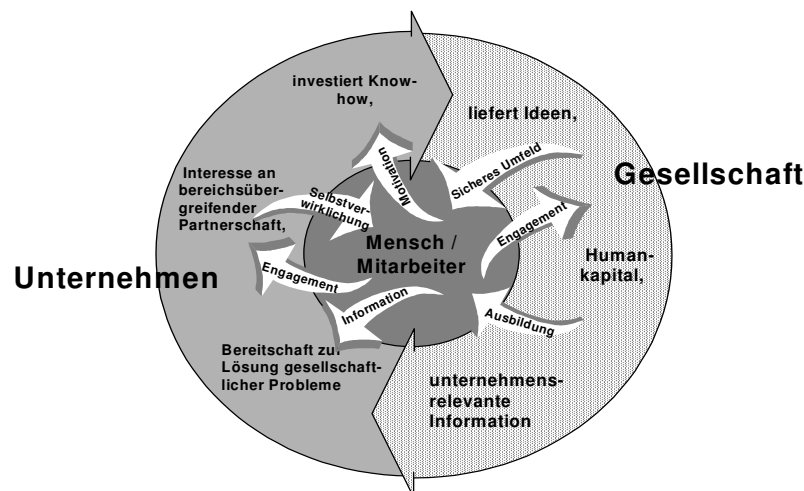 investiert Know-
how,
liefert Ideen,
Interesse an
bereichsüber-
greifender
Partnerschaft,
Selbstver-
wirklichung
Motivation
Sicheres Umfeld
Gesellschaft
Engagement
Mensch /
Mitarbeiter
Unternehmen
Engagement
Information
Human-
kapital,
Ausbildung
Bereitschaft zur
Lösung gesellschaft-
licher Probleme
unternehmens-
relevante
Information